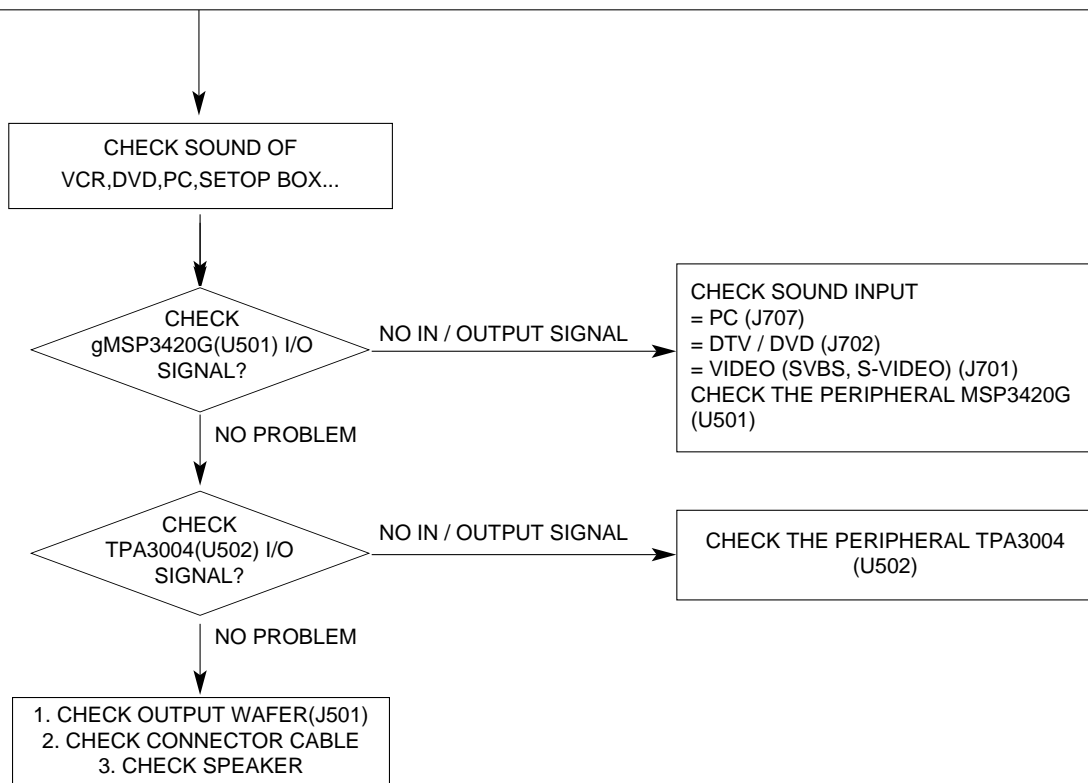 CHECK SOUND OF
VCR,DVD,PC,SETOP BOX...
CHECK
gMSP3420G(U501) I/O
SIGNAL?
NO IN / OUTPUT SIGNAL
CHECK SOUND INPUT
= PC (J707)
= DTV / DVD (J702)
= VIDEO (SVBS, S-VIDEO) (J701)
CHECK THE PERIPHERAL MSP3420G
(U501)
NO PROBLEM
CHECK
TPA3004(U502) I/O
SIGNAL?
NO IN / OUTPUT SIGNAL
CHECK THE PERIPHERAL TPA3004
(U502)
NO PROBLEM
1. CHECK OUTPUT WAFER(J501)
2. CHECK CONNECTOR CABLE
3. CHECK SPEAKER